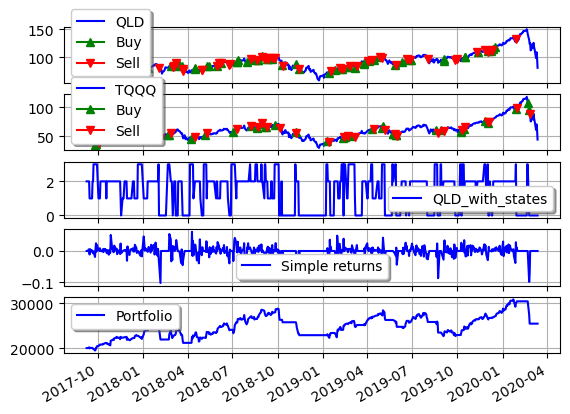 150
100
QLD
Buy
Sell
100
50
TQQQ
Buy
Sell
2
0
QLD_with_states
0.0
−0.1
Simple returns
30000
20000
Portfolio
2017-10 2018-01 2018-04 2018-07 2018-10 2019-01 2019-04 2019-07 2019-10 2020-01 2020-04